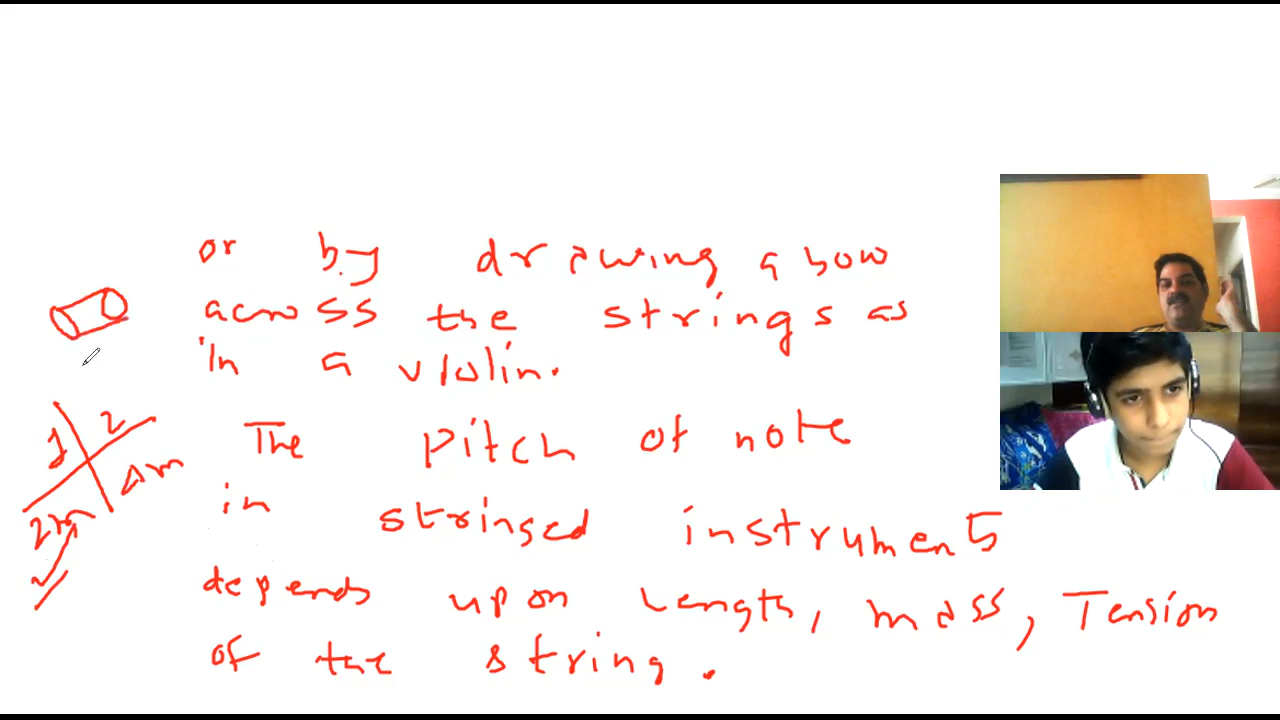 or by drawing a bow
across the strings as
in a violin.
The Pitch of note
in stringed instruments
depends upon Length, mass, Tension
of the string.
1 2
2m